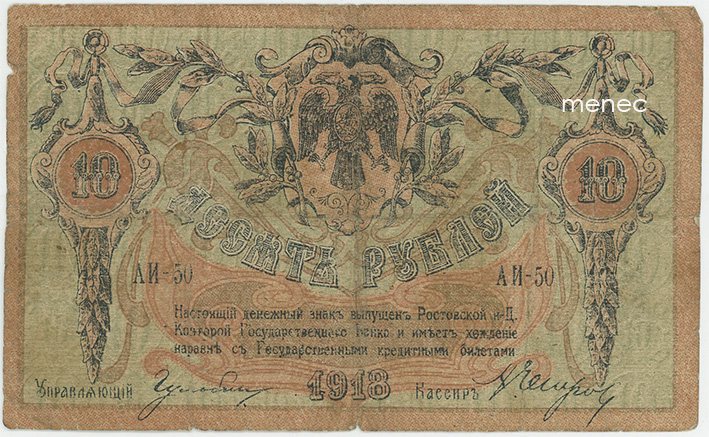 menec
10 10
ДЕСЯТЬ РУБЛЕЙ
АИ-50 АИ-50
Настоящій денежный знакъ выпущенъ Ростовской н-Д.
Конторой Государственнаго Банка и имѣетъ хожденіе
наравнѣ съ Государственными кредитными билетами
Управляющій 1918 Кассиръ